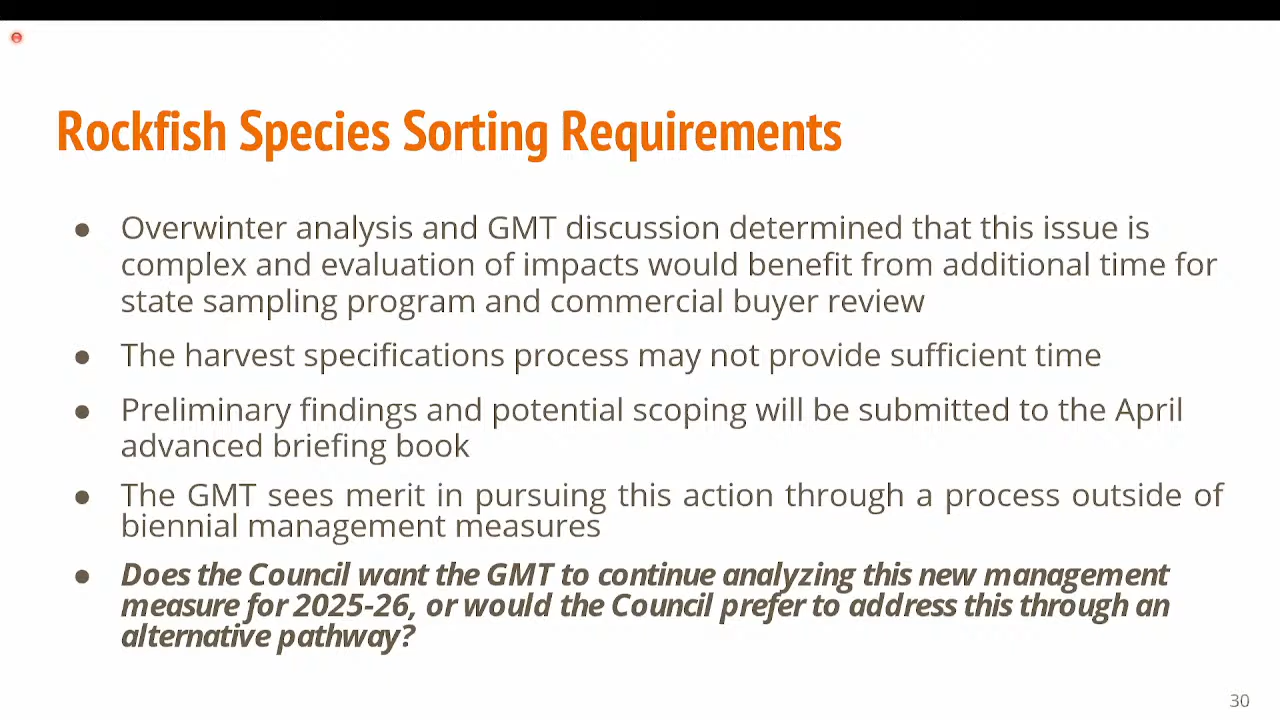 Rockfish Species Sorting Requirements
● Overwinter analysis and GMT discussion determined that this issue is
complex and evaluation of impacts would benefit from additional time for
state sampling program and commercial buyer review
● The harvest specifications process may not provide sufficient time
● Preliminary findings and potential scoping will be submitted to the April
advanced briefing book
● The GMT sees merit in pursuing this action through a process outside of
biennial management measures
● Does the Council want the GMT to continue analyzing this new management
measure for 2025-26, or would the Council prefer to address this through an
alternative pathway?
30